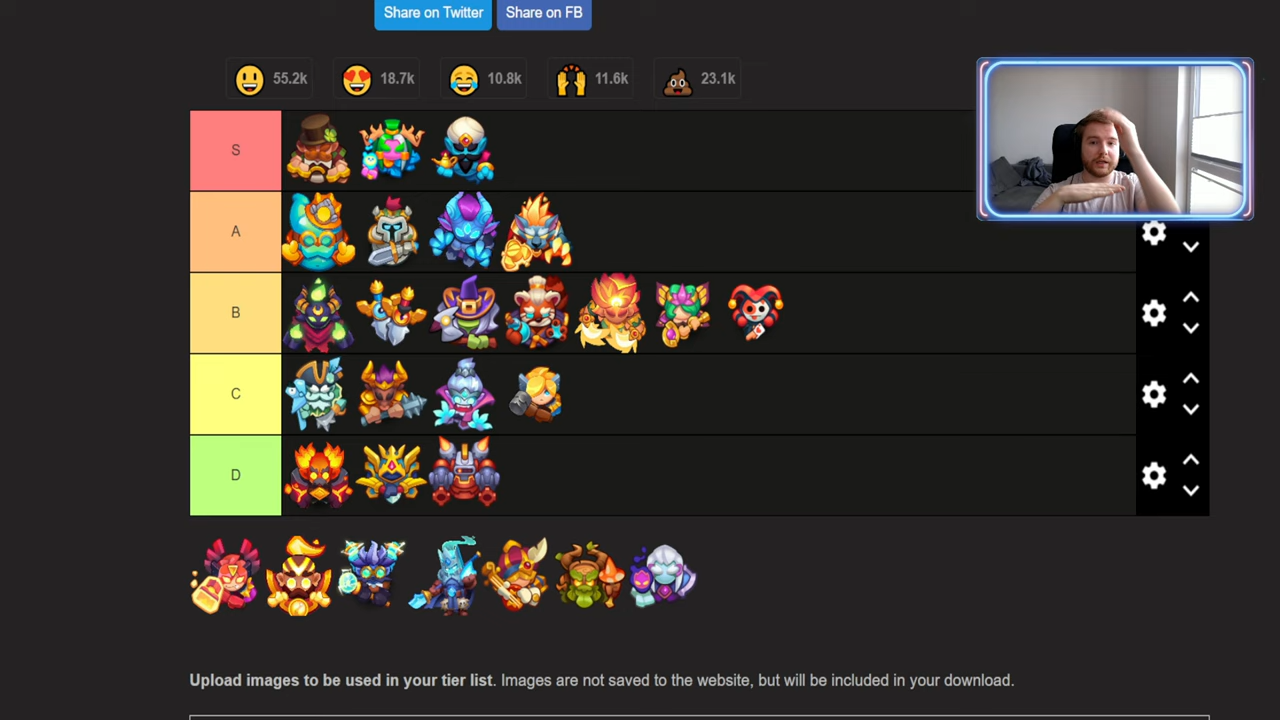 Share on Twitter Share on FB
55.2k 18.7k 10.8k 11.6k 23.1k
S
A
B
C
D
Upload images to be used in your tier list. Images are not saved to the website, but will be included in your download.